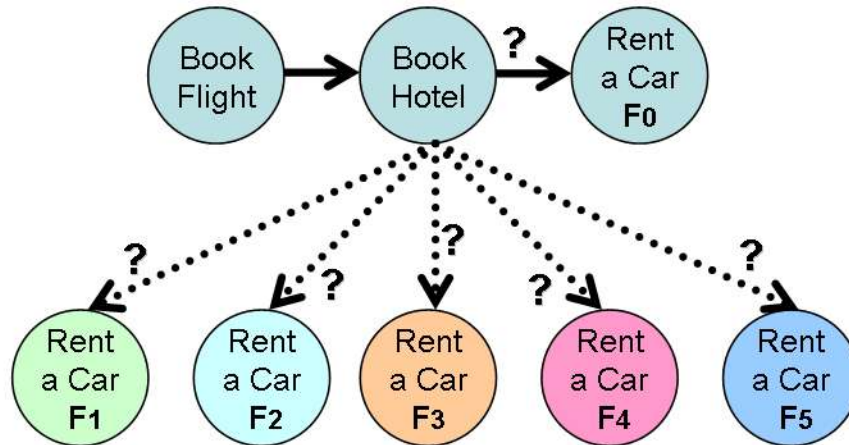 Book
Flight
Book
Hotel
?
Rent
a Car
F0
?
?
?
?
?
Rent
a Car
F1
Rent
a Car
F2
Rent
a Car
F3
Rent
a Car
F4
Rent
a Car
F5